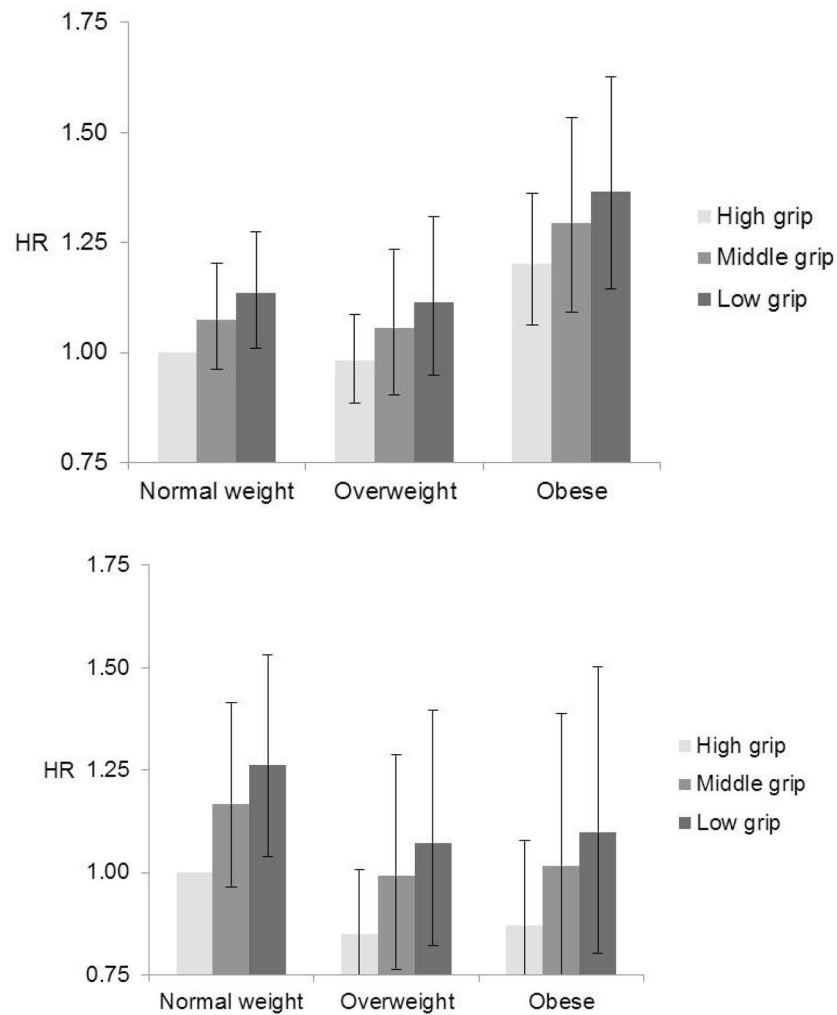 1.75
1.50
1.25
HR
1.00
0.75
Normal weight Overweight Obese
High grip
Middle grip
Low grip
1.75
1.50
1.25
HR
1.00
0.75
Normal weight Overweight Obese
High grip
Middle grip
Low grip